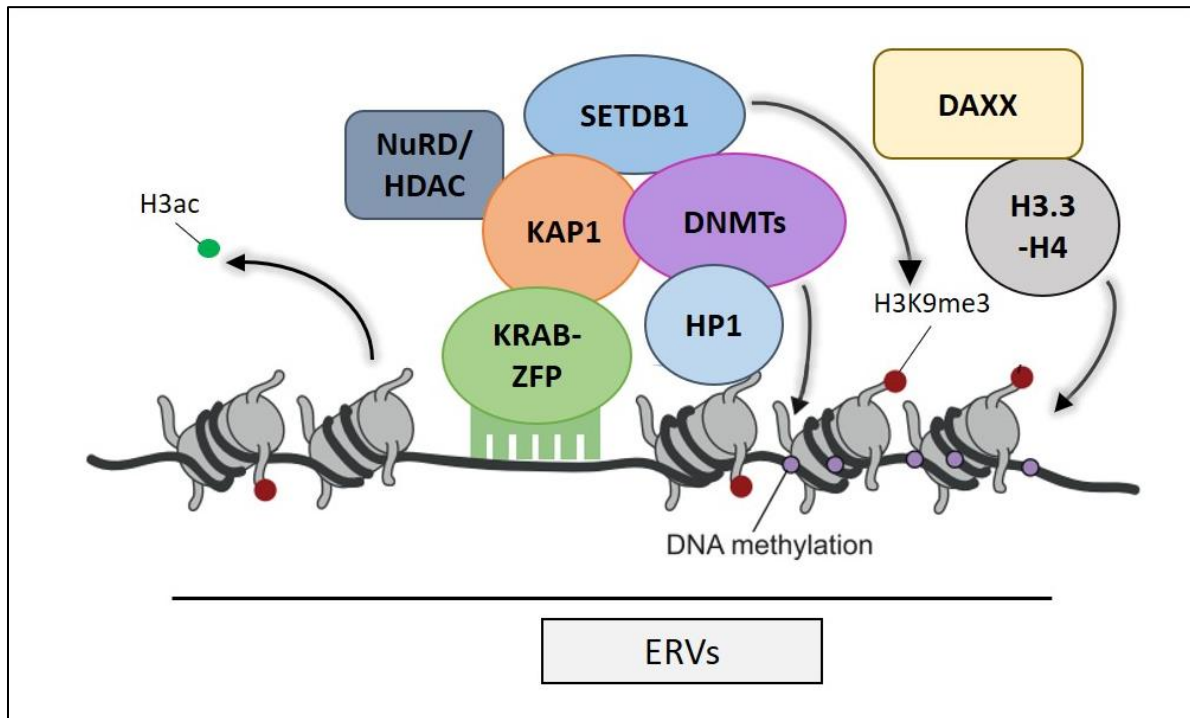 SETDB1
DAXX
NuRD/
HDAC
H3ac
KAP1
DNMTs
H3.3
-H4
H3K9me3
HP1
KRAB-
ZFP
DNA methylation
ERVs